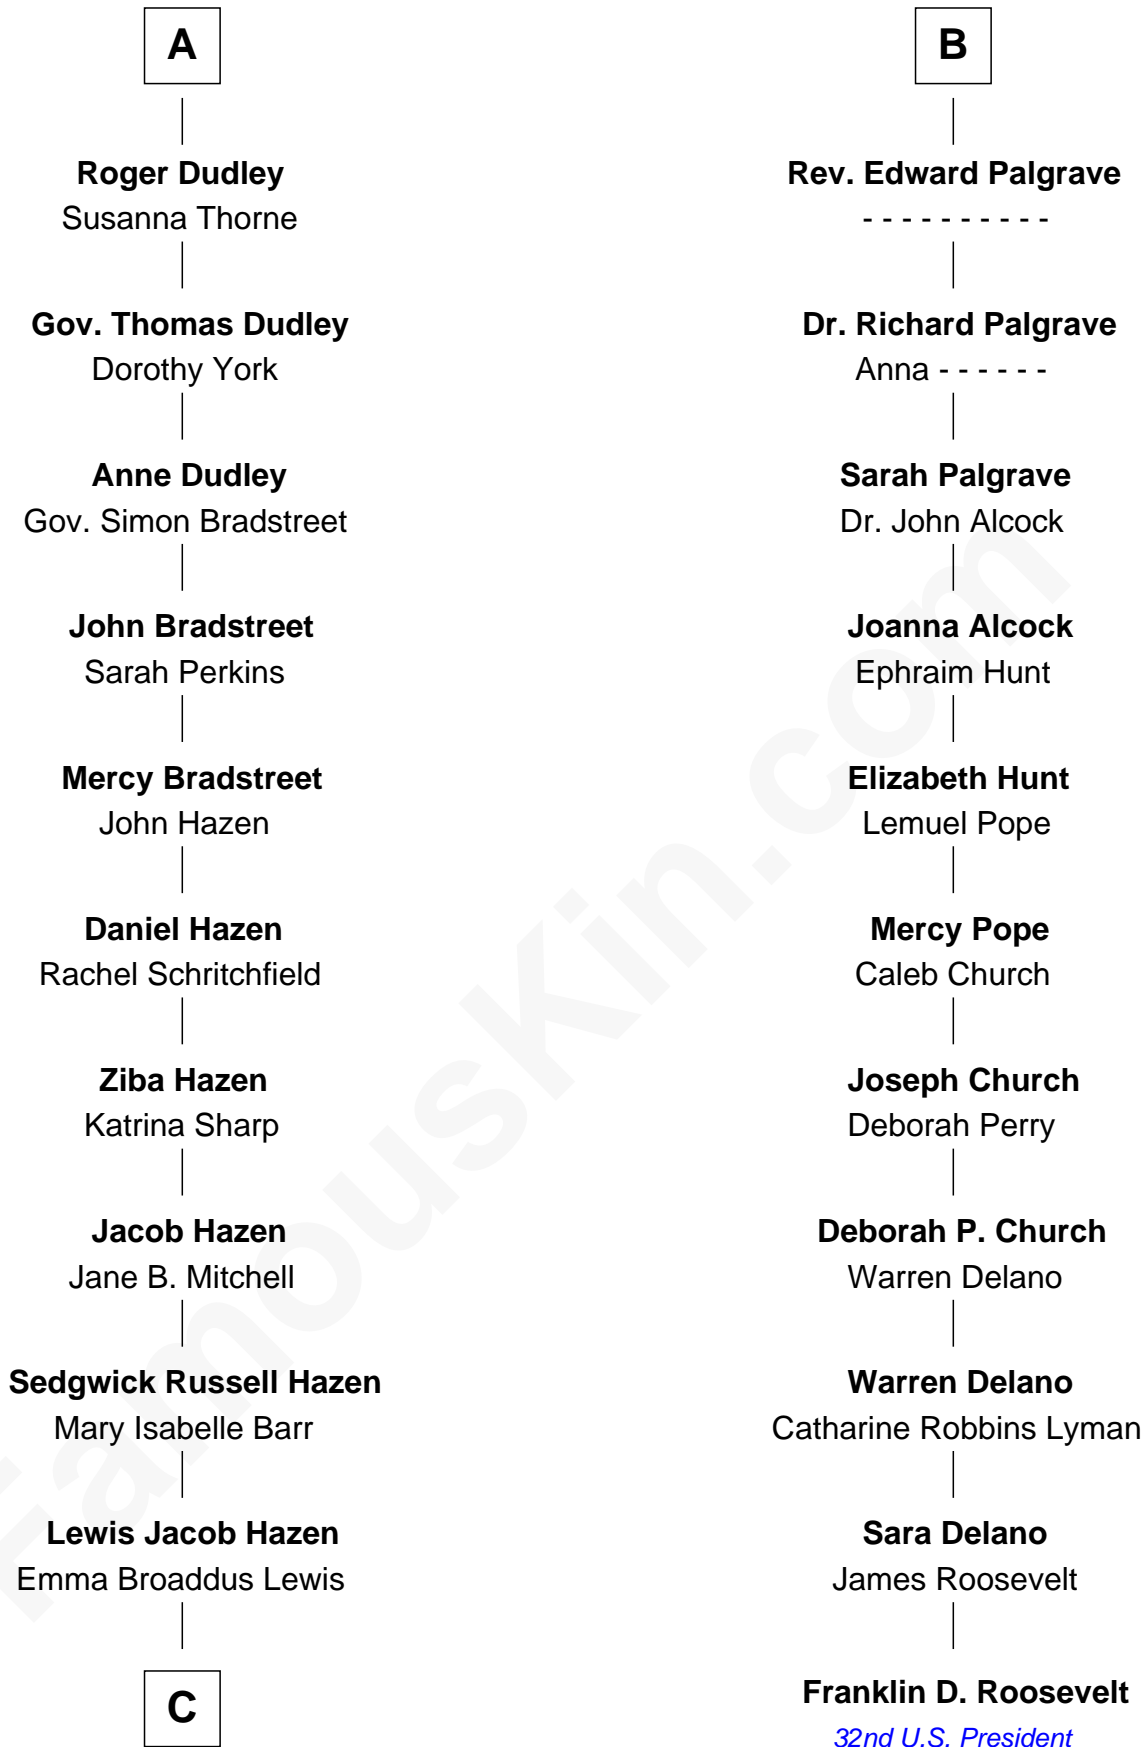 A
Roger Dudley
Susanna Thorne
Gov. Thomas Dudley
Dorothy York
Anne Dudley
Gov. Simon Bradstreet
John Bradstreet
Sarah Perkins
Mercy Bradstreet
John Hazen
Daniel Hazen
Rachel Schritchfield
Ziba Hazen
Katrina Sharp
Jacob Hazen
Jane B. Mitchell
Sedgwick Russell Hazen
Mary Isabelle Barr
Lewis Jacob Hazen
Emma Broaddus Lewis
C
B
Rev. Edward Palgrave
- - - - - - - - - -
Dr. Richard Palgrave
Anna - - - - - -
Sarah Palgrave
Dr. John Alcock
Joanna Alcock
Ephraim Hunt
Elizabeth Hunt
Lemuel Pope
Mercy Pope
Caleb Church
Joseph Church
Deborah Perry
Deborah P. Church
Warren Delano
Warren Delano
Catharine Robbins Lyman
Sara Delano
James Roosevelt
Franklin D. Roosevelt
32nd U.S. President
FamousKin.com